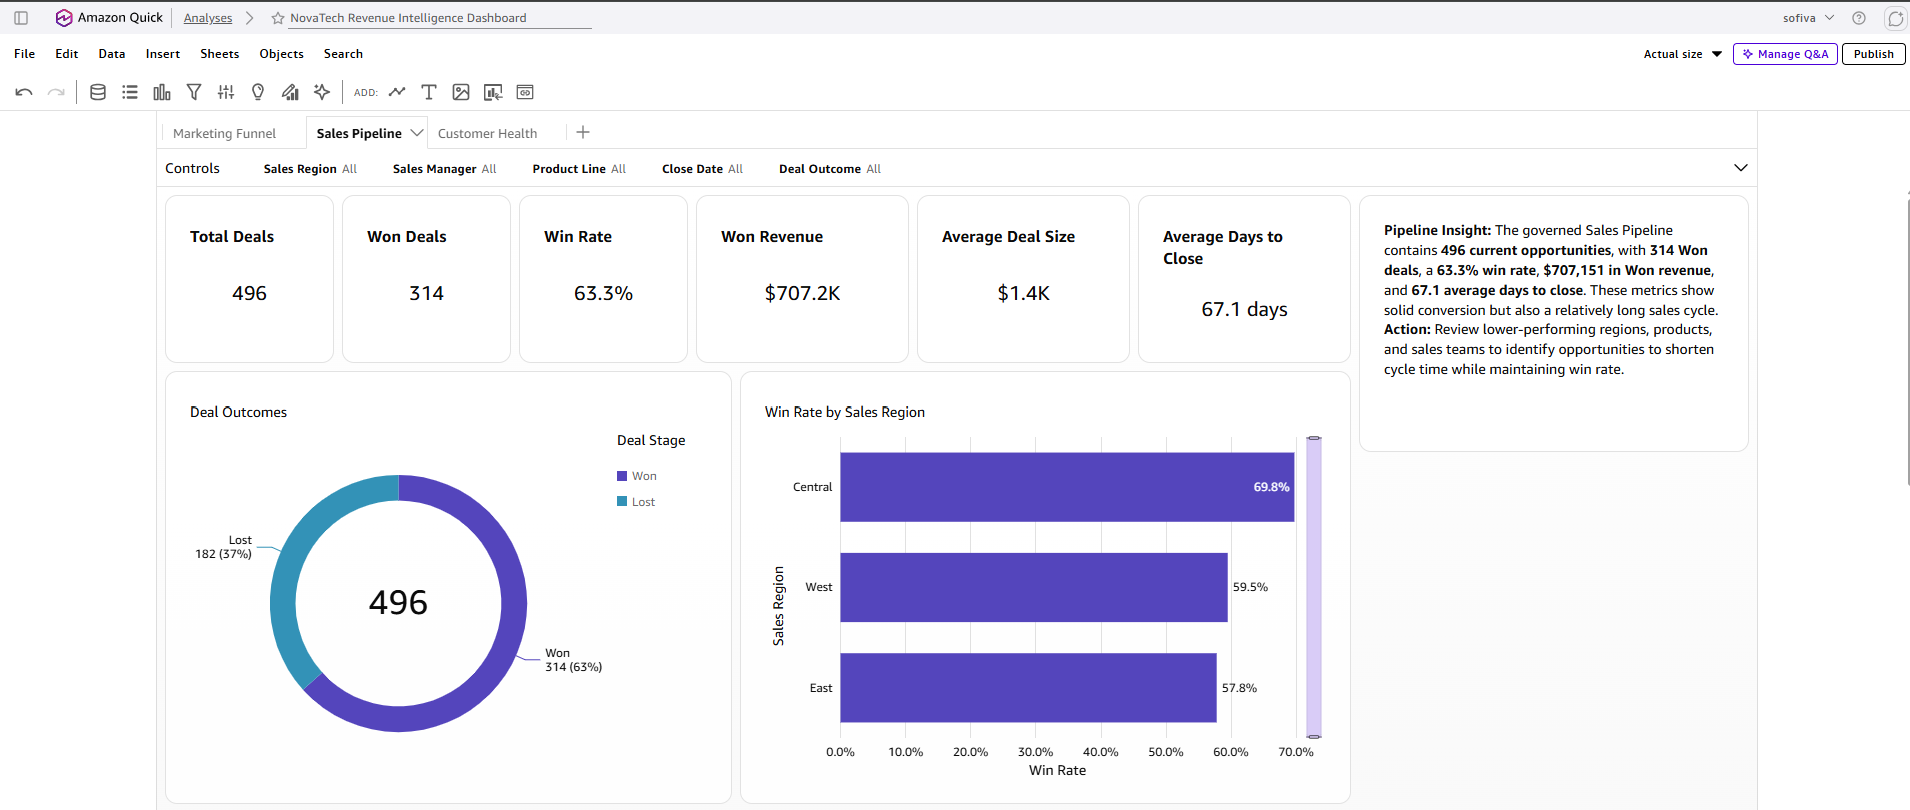 Amazon Quick Analyses NovaTech Revenue Intelligence Dashboard sofiva
File Edit Data Insert Sheets Objects Search Actual size Manage Q&A Publish
ADD:
Marketing Funnel Sales Pipeline Customer Health
Controls Sales Region All Sales Manager All Product Line All Close Date All Deal Outcome All
Total Deals
496
Won Deals
314
Win Rate
63.3%
Won Revenue
$707.2K
Average Deal Size
$1.4K
Average Days to
Close
67.1 days
Pipeline Insight: The governed Sales Pipeline
contains 496 current opportunities, with 314 Won
deals, a 63.3% win rate, $707,151 in Won revenue,
and 67.1 average days to close. These metrics show
solid conversion but also a relatively long sales cycle.
Action: Review lower-performing regions, products,
and sales teams to identify opportunities to shorten
cycle time while maintaining win rate.
Deal Outcomes
Deal Stage
Won
Lost
Lost
182 (37%)
496
Won
314 (63%)
Win Rate by Sales Region
Sales Region
Central 69.8%
West 59.5%
East 57.8%
0.0% 10.0% 20.0% 30.0% 40.0% 50.0% 60.0% 70.0%
Win Rate